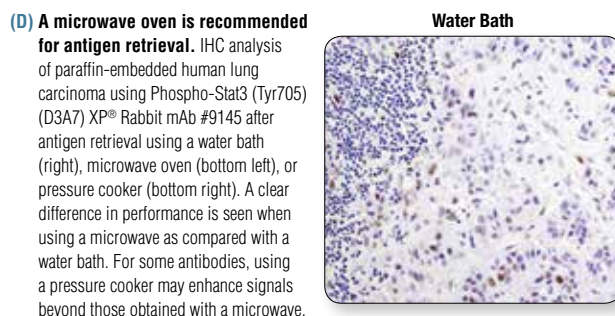 (D) A microwave oven is recommended
for antigen retrieval. IHC analysis
of paraffin-embedded human lung
carcinoma using Phospho-Stat3 (Tyr705)
(D3A7) XP® Rabbit mAb #9145 after
antigen retrieval using a water bath
(right), microwave oven (bottom left), or
pressure cooker (bottom right). A clear
difference in performance is seen when
using a microwave as compared with a
water bath. For some antibodies, using
a pressure cooker may enhance signals
beyond those obtained with a microwave.
Water Bath